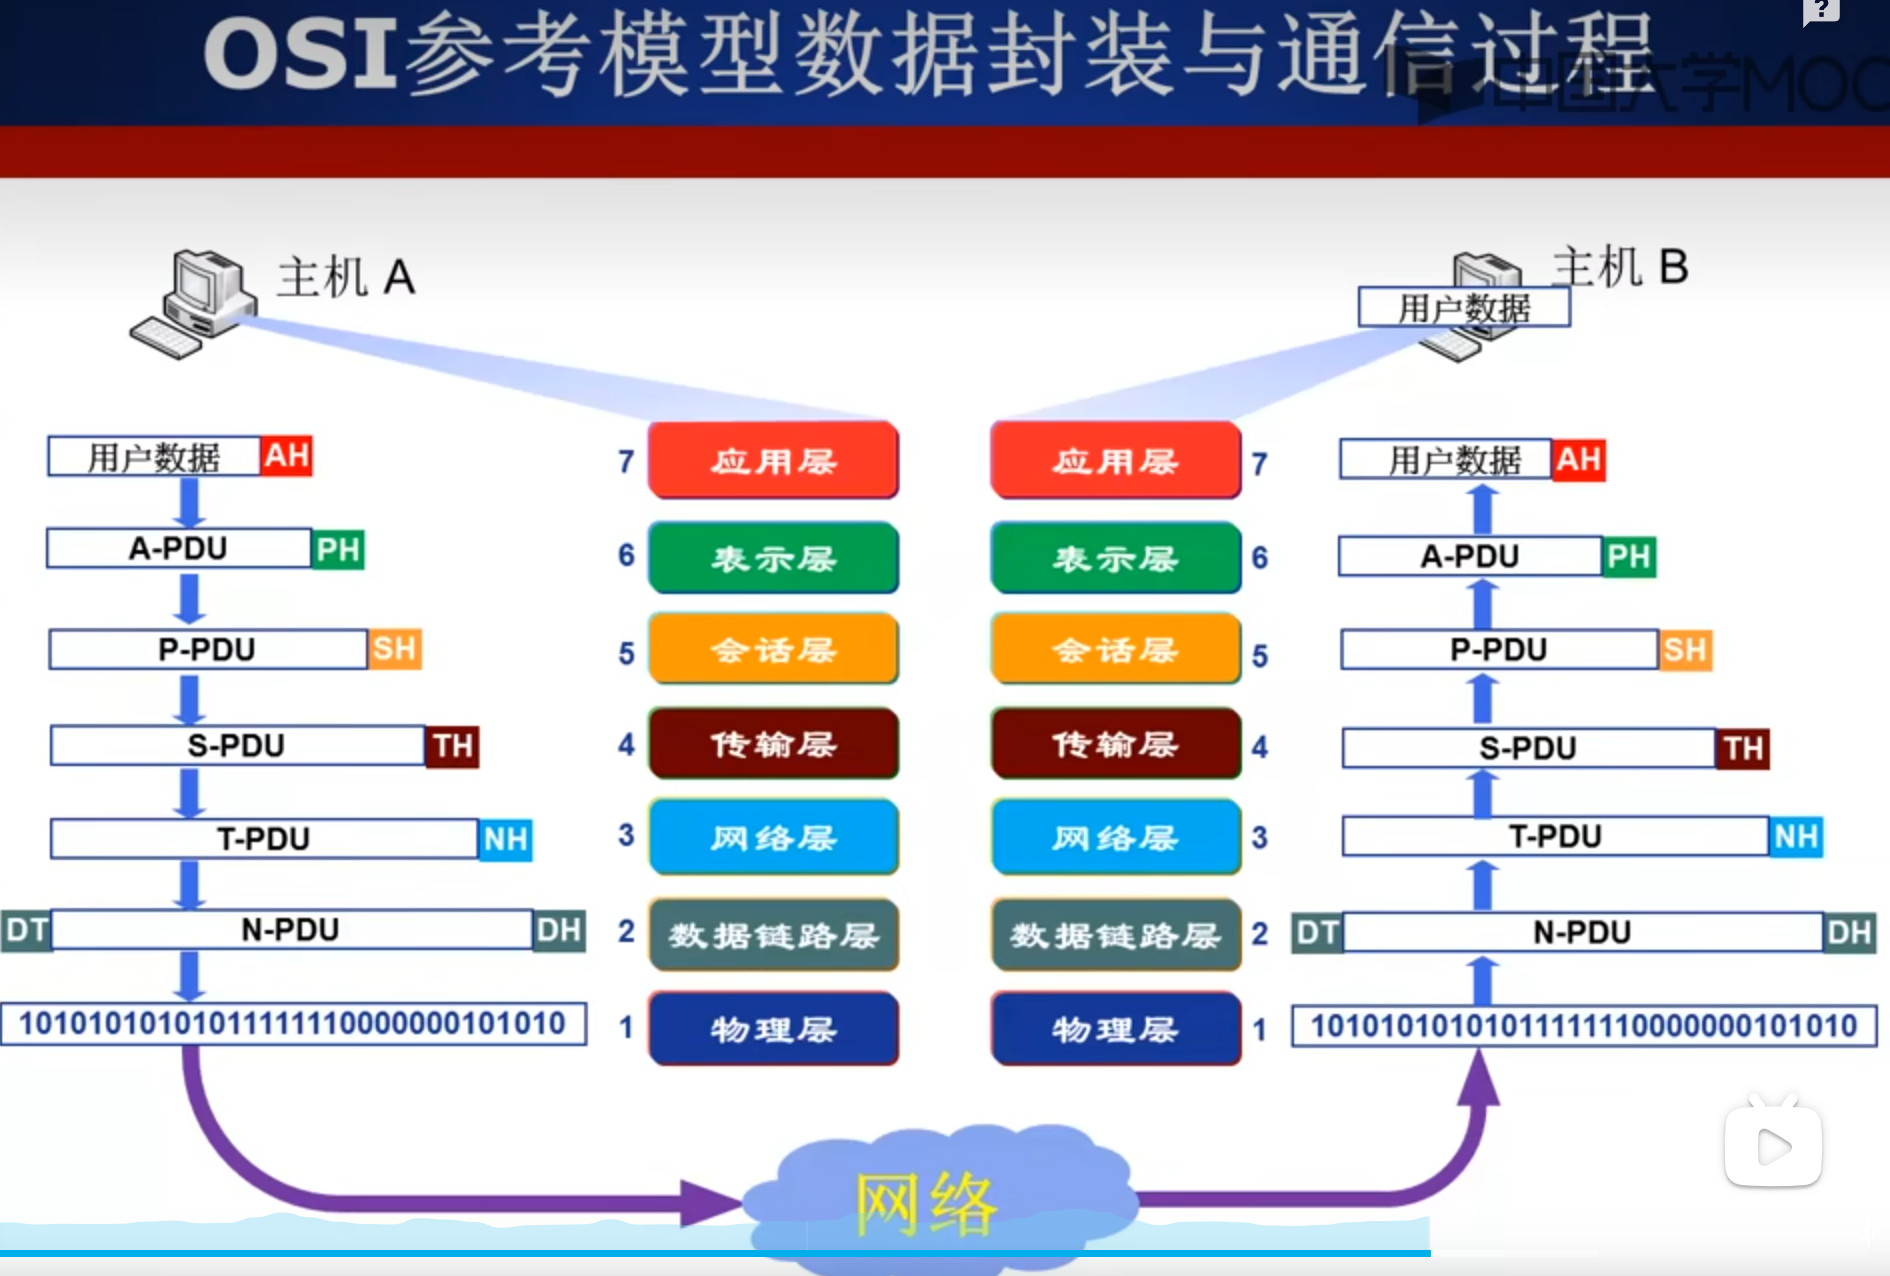 OSI参考模型数据封装与通信过程
中国大学MOO
?
主机 A
主机 B
用户数据
用户数据 AH
7 应用层
应用层 7
用户数据 AH
A-PDU PH
6 表示层
表示层 6
A-PDU PH
P-PDU SH
5 会话层
会话层 5
P-PDU SH
S-PDU TH
4 传输层
传输层 4
S-PDU TH
T-PDU NH
3 网络层
网络层 3
T-PDU NH
DT N-PDU DH
2 数据链路层
数据链路层 2
DT N-PDU DH
10101010101011111110000000101010
1 物理层
物理层 1
10101010101011111110000000101010
网络